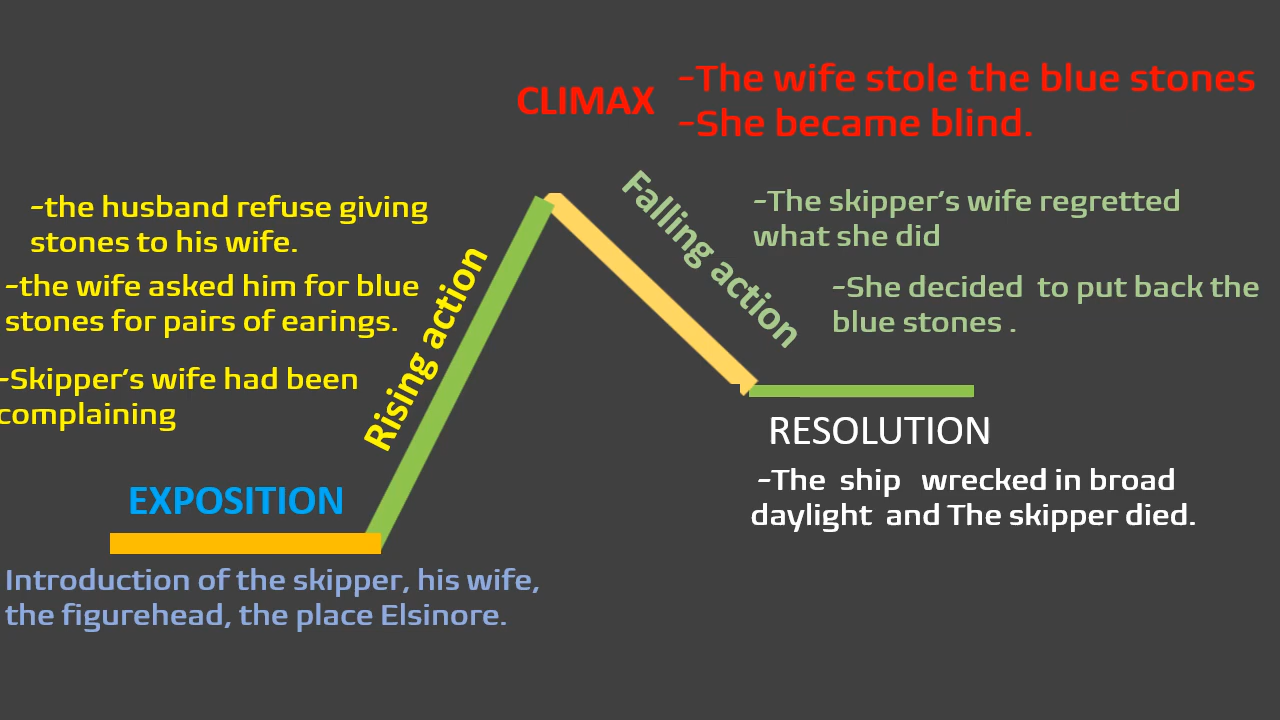 CLIMAX
-The wife stole the blue stones
-She became blind.
-the husband refuse giving
stones to his wife.
-the wife asked him for blue
stones for pairs of earings.
-Skipper's wife had been
complaining
Rising action
Falling action
-The skipper's wife regretted
what she did
-She decided to put back the
blue stones .
EXPOSITION
Introduction of the skipper, his wife,
the figurehead, the place Elsinore.
RESOLUTION
-The ship wrecked in broad
daylight and The skipper died.